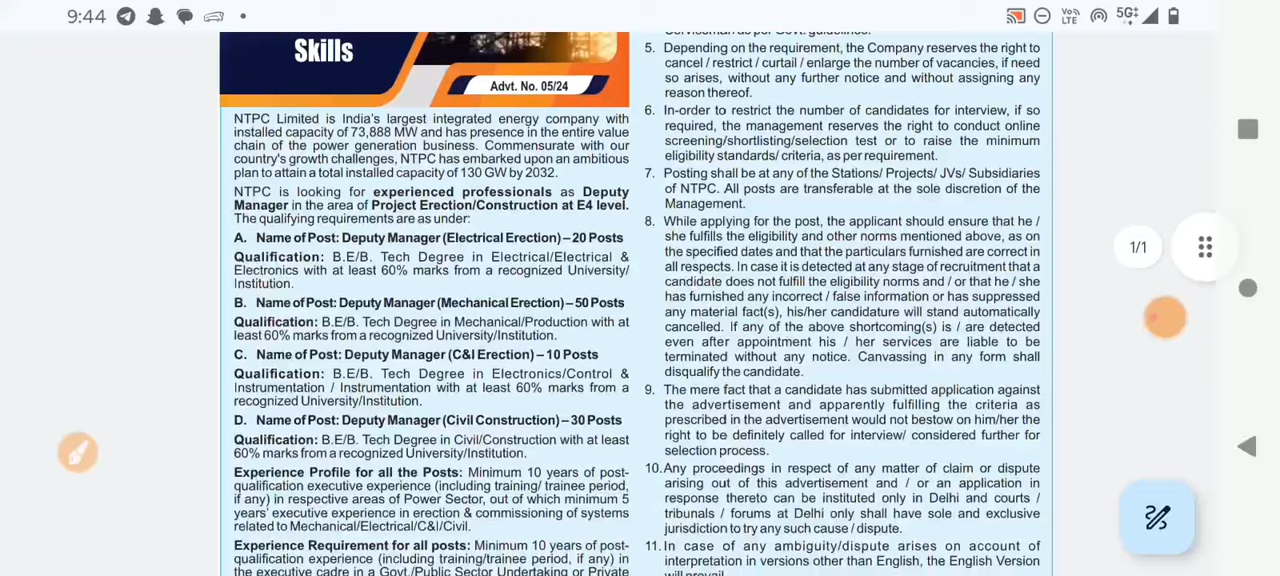 9:44
VoLTE
5G
Skills
Advt. No. 05/24
NTPC Limited is India's largest integrated energy company with
installed capacity of 73,888 MW and has presence in the entire value
chain of the power generation business. Commensurate with our
country's growth challenges, NTPC has embarked upon an ambitious
plan to attain a total installed capacity of 130 GW by 2032.
NTPC is looking for experienced professionals as Deputy
Manager in the area of Project Erection/Construction at E4 level.
The qualifying requirements are as under:
A. Name of Post: Deputy Manager (Electrical Erection) – 20 Posts
Qualification: B.E/B. Tech Degree in Electrical/Electrical &
Electronics with at least 60% marks from a recognized University/
Institution.
B. Name of Post: Deputy Manager (Mechanical Erection) – 50 Posts
Qualification: B.E/B. Tech Degree in Mechanical/Production with at
least 60% marks from a recognized University/Institution.
C. Name of Post: Deputy Manager (C&I Erection) – 10 Posts
Qualification: B.E/B. Tech Degree in Electronics/Control &
Instrumentation / Instrumentation with at least 60% marks from a
recognized University/Institution.
D. Name of Post: Deputy Manager (Civil Construction) – 30 Posts
Qualification: B.E/B. Tech Degree in Civil/Construction with at least
60% marks from a recognized University/Institution.
Experience Profile for all the Posts: Minimum 10 years of post-
qualification executive experience (including training/ trainee period,
if any) in respective areas of Power Sector, out of which minimum 5
years' executive experience in erection & commissioning of systems
related to Mechanical/Electrical/C&I/Civil.
Experience Requirement for all posts: Minimum 10 years of post-
qualification experience (including training/trainee period, if any) in
the executive cadre in a Govt./Public Sector Undertaking or Private
5. Depending on the requirement, the Company reserves the right to
cancel / restrict / curtail / enlarge the number of vacancies, if need
so arises, without any further notice and without assigning any
reason thereof.
6. In-order to restrict the number of candidates for interview, if so
required, the management reserves the right to conduct online
screening/shortlisting/selection test or to raise the minimum
eligibility standards/ criteria, as per requirement.
7. Posting shall be at any of the Stations/ Projects/ JVs/ Subsidiaries
of NTPC. All posts are transferable at the sole discretion of the
Management.
8. While applying for the post, the applicant should ensure that he /
she fulfills the eligibility and other norms mentioned above, as on
the specified dates and that the particulars furnished are correct in
all respects. In case it is detected at any stage of recruitment that a
candidate does not fulfill the eligibility norms and / or that he / she
has furnished any incorrect / false information or has suppressed
any material fact(s), his/her candidature will stand automatically
cancelled. If any of the above shortcoming(s) is / are detected
even after appointment his / her services are liable to be
terminated without any notice. Canvassing in any form shall
disqualify the candidate.
9. The mere fact that a candidate has submitted application against
the advertisement and apparently fulfilling the criteria as
prescribed in the advertisement would not bestow on him/her the
right to be definitely called for interview/ considered further for
selection process.
10. Any proceedings in respect of any matter of claim or dispute
arising out of this advertisement and / or an application in
response thereto can be instituted only in Delhi and courts /
tribunals / forums at Delhi only shall have sole and exclusive
jurisdiction to try any such cause / dispute.
11. In case of any ambiguity/dispute arises on account of
interpretation in versions other than English, the English Version
will prevail.
1/1